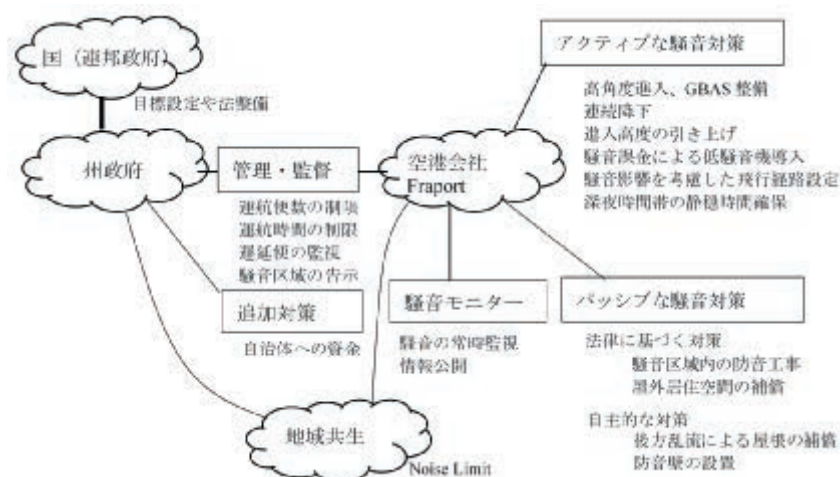 国（連邦政府）
目標設定や法整備
州政府
管理・監督
運航便数の制限
運航時間の制限
遅延便の監視
騒音区域の告示
追加対策
自治体への資金
空港会社
Fraport
アクティブな騒音対策
高角度進入、GBAS 整備
連続降下
進入高度の引き上げ
騒音課金による低騒音機導入
騒音影響を考慮した飛行経路設定
深夜時間帯の静穏時間確保
騒音モニター
騒音の常時監視
情報公開
パッシブな騒音対策
法律に基づく対策
騒音区域内の防音工事
屋外居住空間の補償
自主的な対策
後方乱流による屋根の補償
防音壁の設置
地域共生
Noise Limit